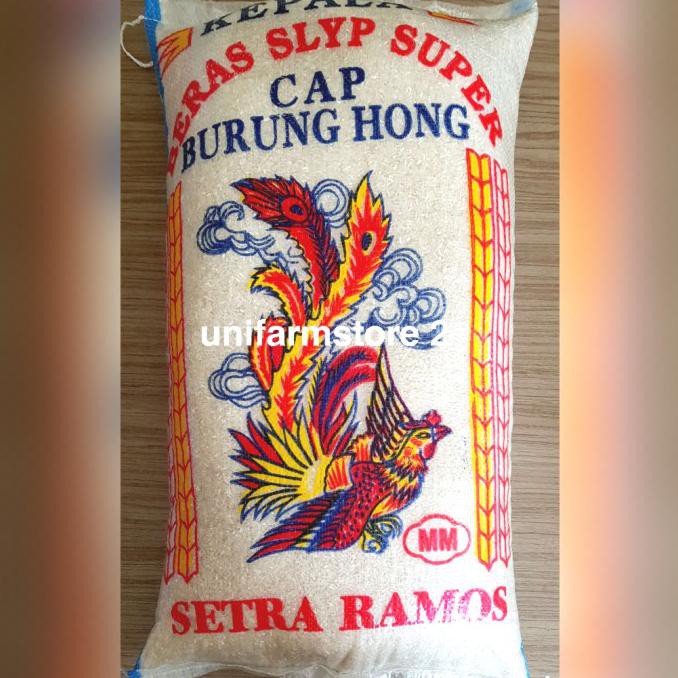 KEPALA
BERAS SLYP SUPER
CAP
BURUNG HONG
unifarmstore 2
MM
SETRA RAMOS